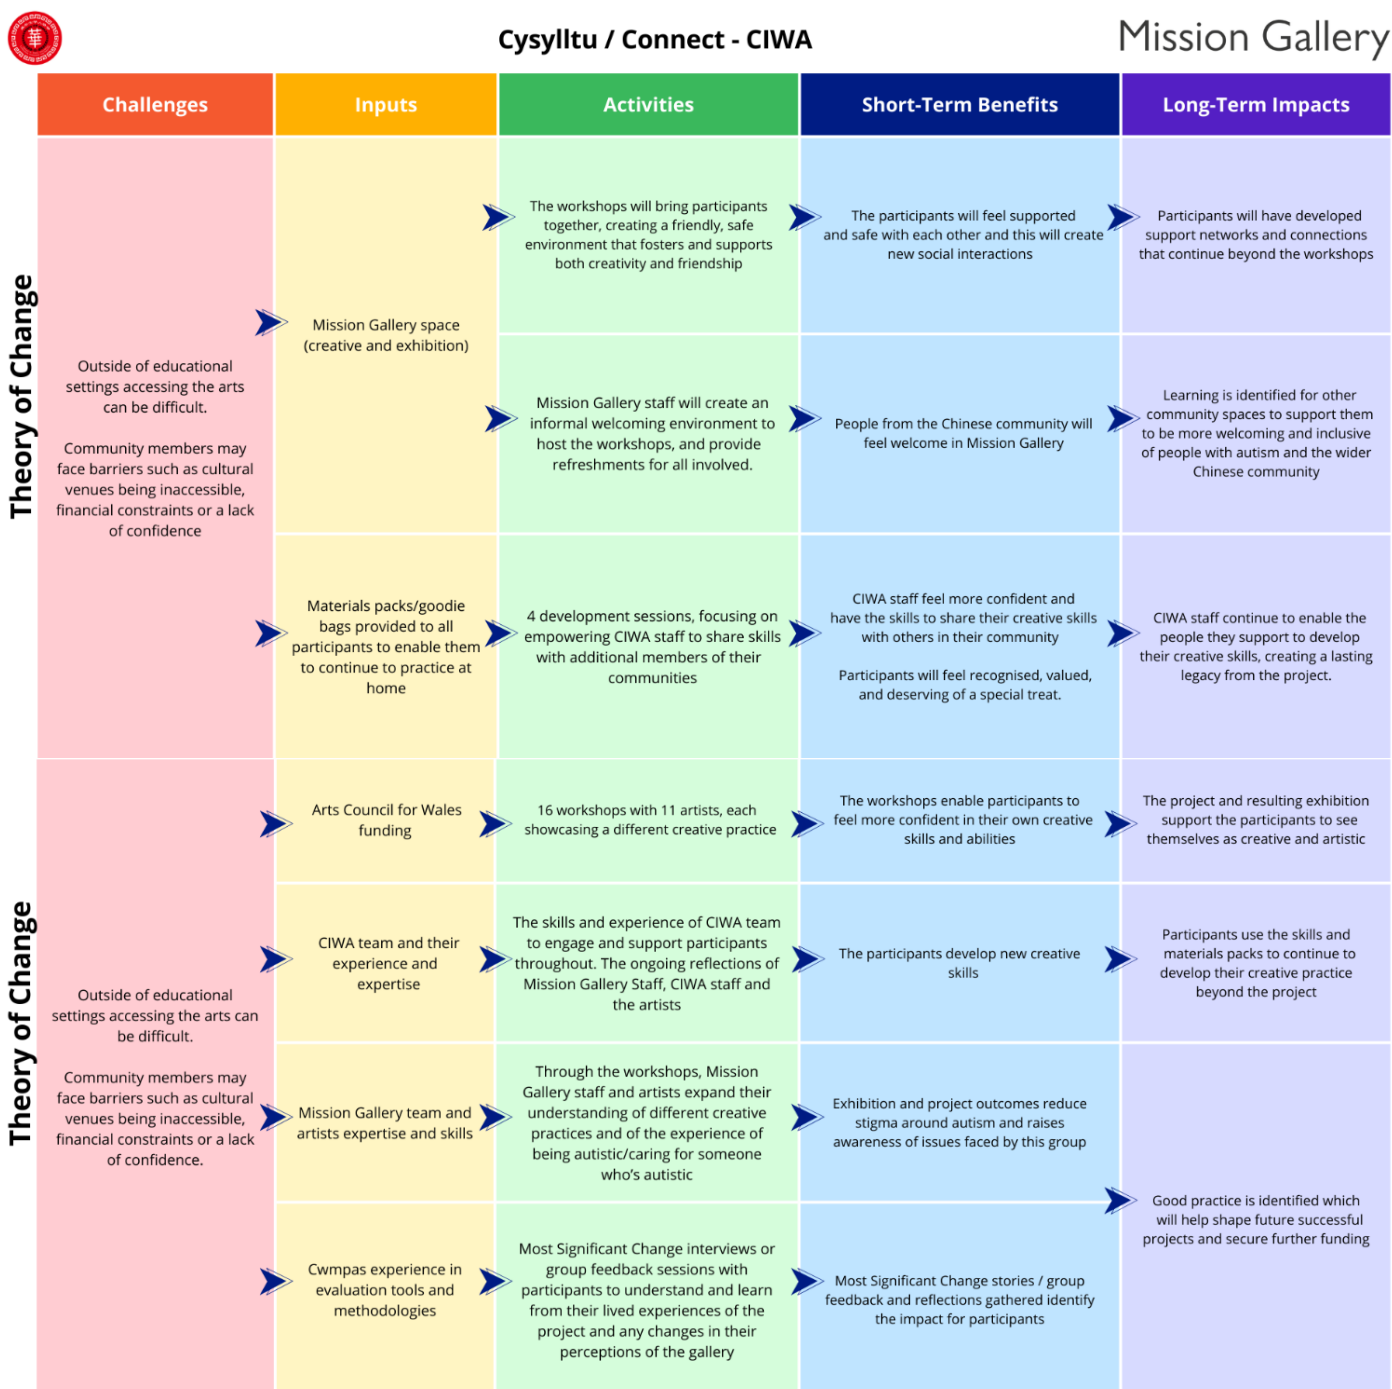 Cysylltu / Connect - CIWA
Mission Gallery
Challenges
Inputs
Activities
Short-Term Benefits
Long-Term Impacts
Theory of Change
Outside of educational
settings accessing the arts
can be difficult.
Community members may
face barriers such as cultural
venues being inaccessible,
financial constraints or a lack
of confidence
Mission Gallery space
(creative and exhibition)
The workshops will bring participants
together, creating a friendly, safe
environment that fosters and supports
both creativity and friendship
The participants will feel supported
and safe with each other and this will create
new social interactions
Participants will have developed
support networks and connections
that continue beyond the workshops
Mission Gallery staff will create an
informal welcoming environment to
host the workshops, and provide
refreshments for all involved.
People from the Chinese community will
feel welcome in Mission Gallery
Learning is identified for other
community spaces to support them
to be more welcoming and inclusive
of people with autism and the wider
Chinese community
Materials packs/goodie
bags provided to all
participants to enable them
to continue to practice at
home
4 development sessions, focusing on
empowering CIWA staff to share skills
with additional members of their
communities
CIWA staff feel more confident and
have the skills to share their creative skills
with others in their community
Participants will feel recognised, valued,
and deserving of a special treat.
CIWA staff continue to enable the
people they support to develop
their creative skills, creating a lasting
legacy from the project.
Theory of Change
Outside of educational
settings accessing the arts can
be difficult.
Community members may
face barriers such as cultural
venues being inaccessible,
financial constraints or a lack
of confidence.
Arts Council for Wales
funding
16 workshops with 11 artists, each
showcasing a different creative practice
The workshops enable participants to
feel more confident in their own creative
skills and abilities
The project and resulting exhibition
support the participants to see
themselves as creative and artistic
CIWA team and their
experience and
expertise
The skills and experience of CIWA team
to engage and support participants
throughout. The ongoing reflections of
Mission Gallery Staff, CIWA staff and
the artists
The participants develop new creative
skills
Participants use the skills and
materials packs to continue to
develop their creative practice
beyond the project
Mission Gallery team and
artists expertise and skills
Through the workshops, Mission
Gallery staff and artists expand their
understanding of different creative
practices and of the experience of
being autistic/caring for someone
who's autistic
Exhibition and project outcomes reduce
stigma around autism and raises
awareness of issues faced by this group
Good practice is identified which
will help shape future successful
projects and secure further funding
Cwmpas experience in
evaluation tools and
methodologies
Most Significant Change interviews or
group feedback sessions with
participants to understand and learn
from their lived experiences of the
project and any changes in their
perceptions of the gallery
Most Significant Change stories / group
feedback and reflections gathered identify
the impact for participants